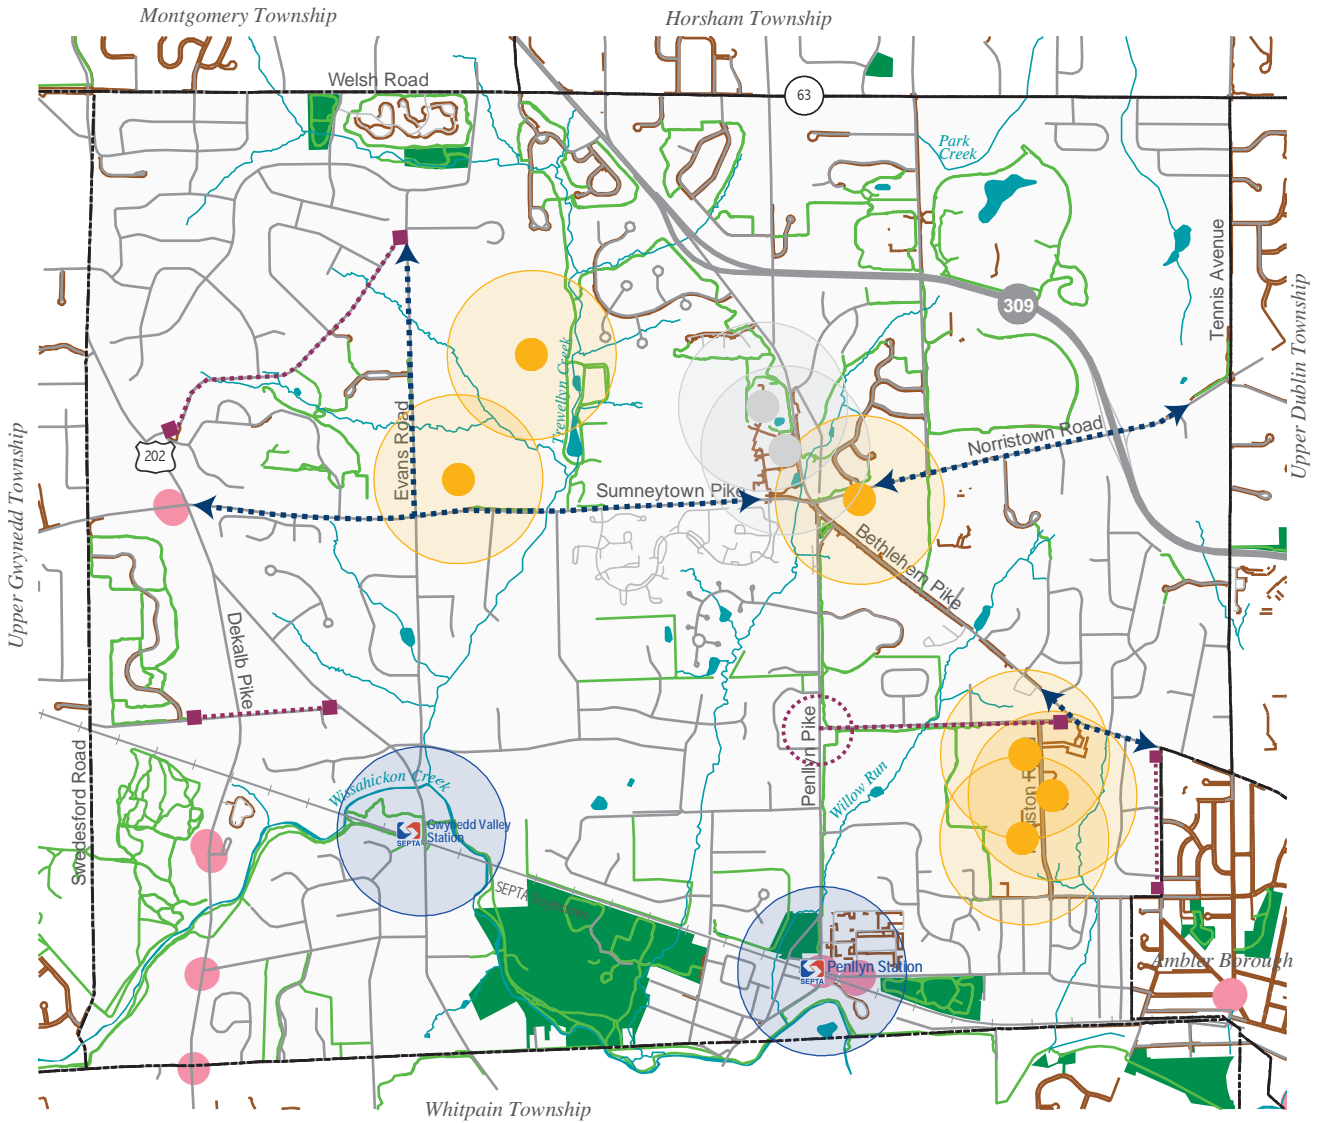 Montgomery Township
Horsham Township
Welsh Road
63
Park
Creek
Tennis Avenue
309
Upper Dublin Township
Trewellyn Creek
Evans Road
Norristown Road
202
Upper Gwynedd Township
Sumneytown Pike
Bethlehem Pike
Dekalb Pike
Penllyn Pike
Swedesford Road
Wissahickon Creek
Willow Run
Gwynedd Valley
Station
SEPTA
SEPTA
Penllyn Station
SEPTA
Ambler Borough
Whitpain Township